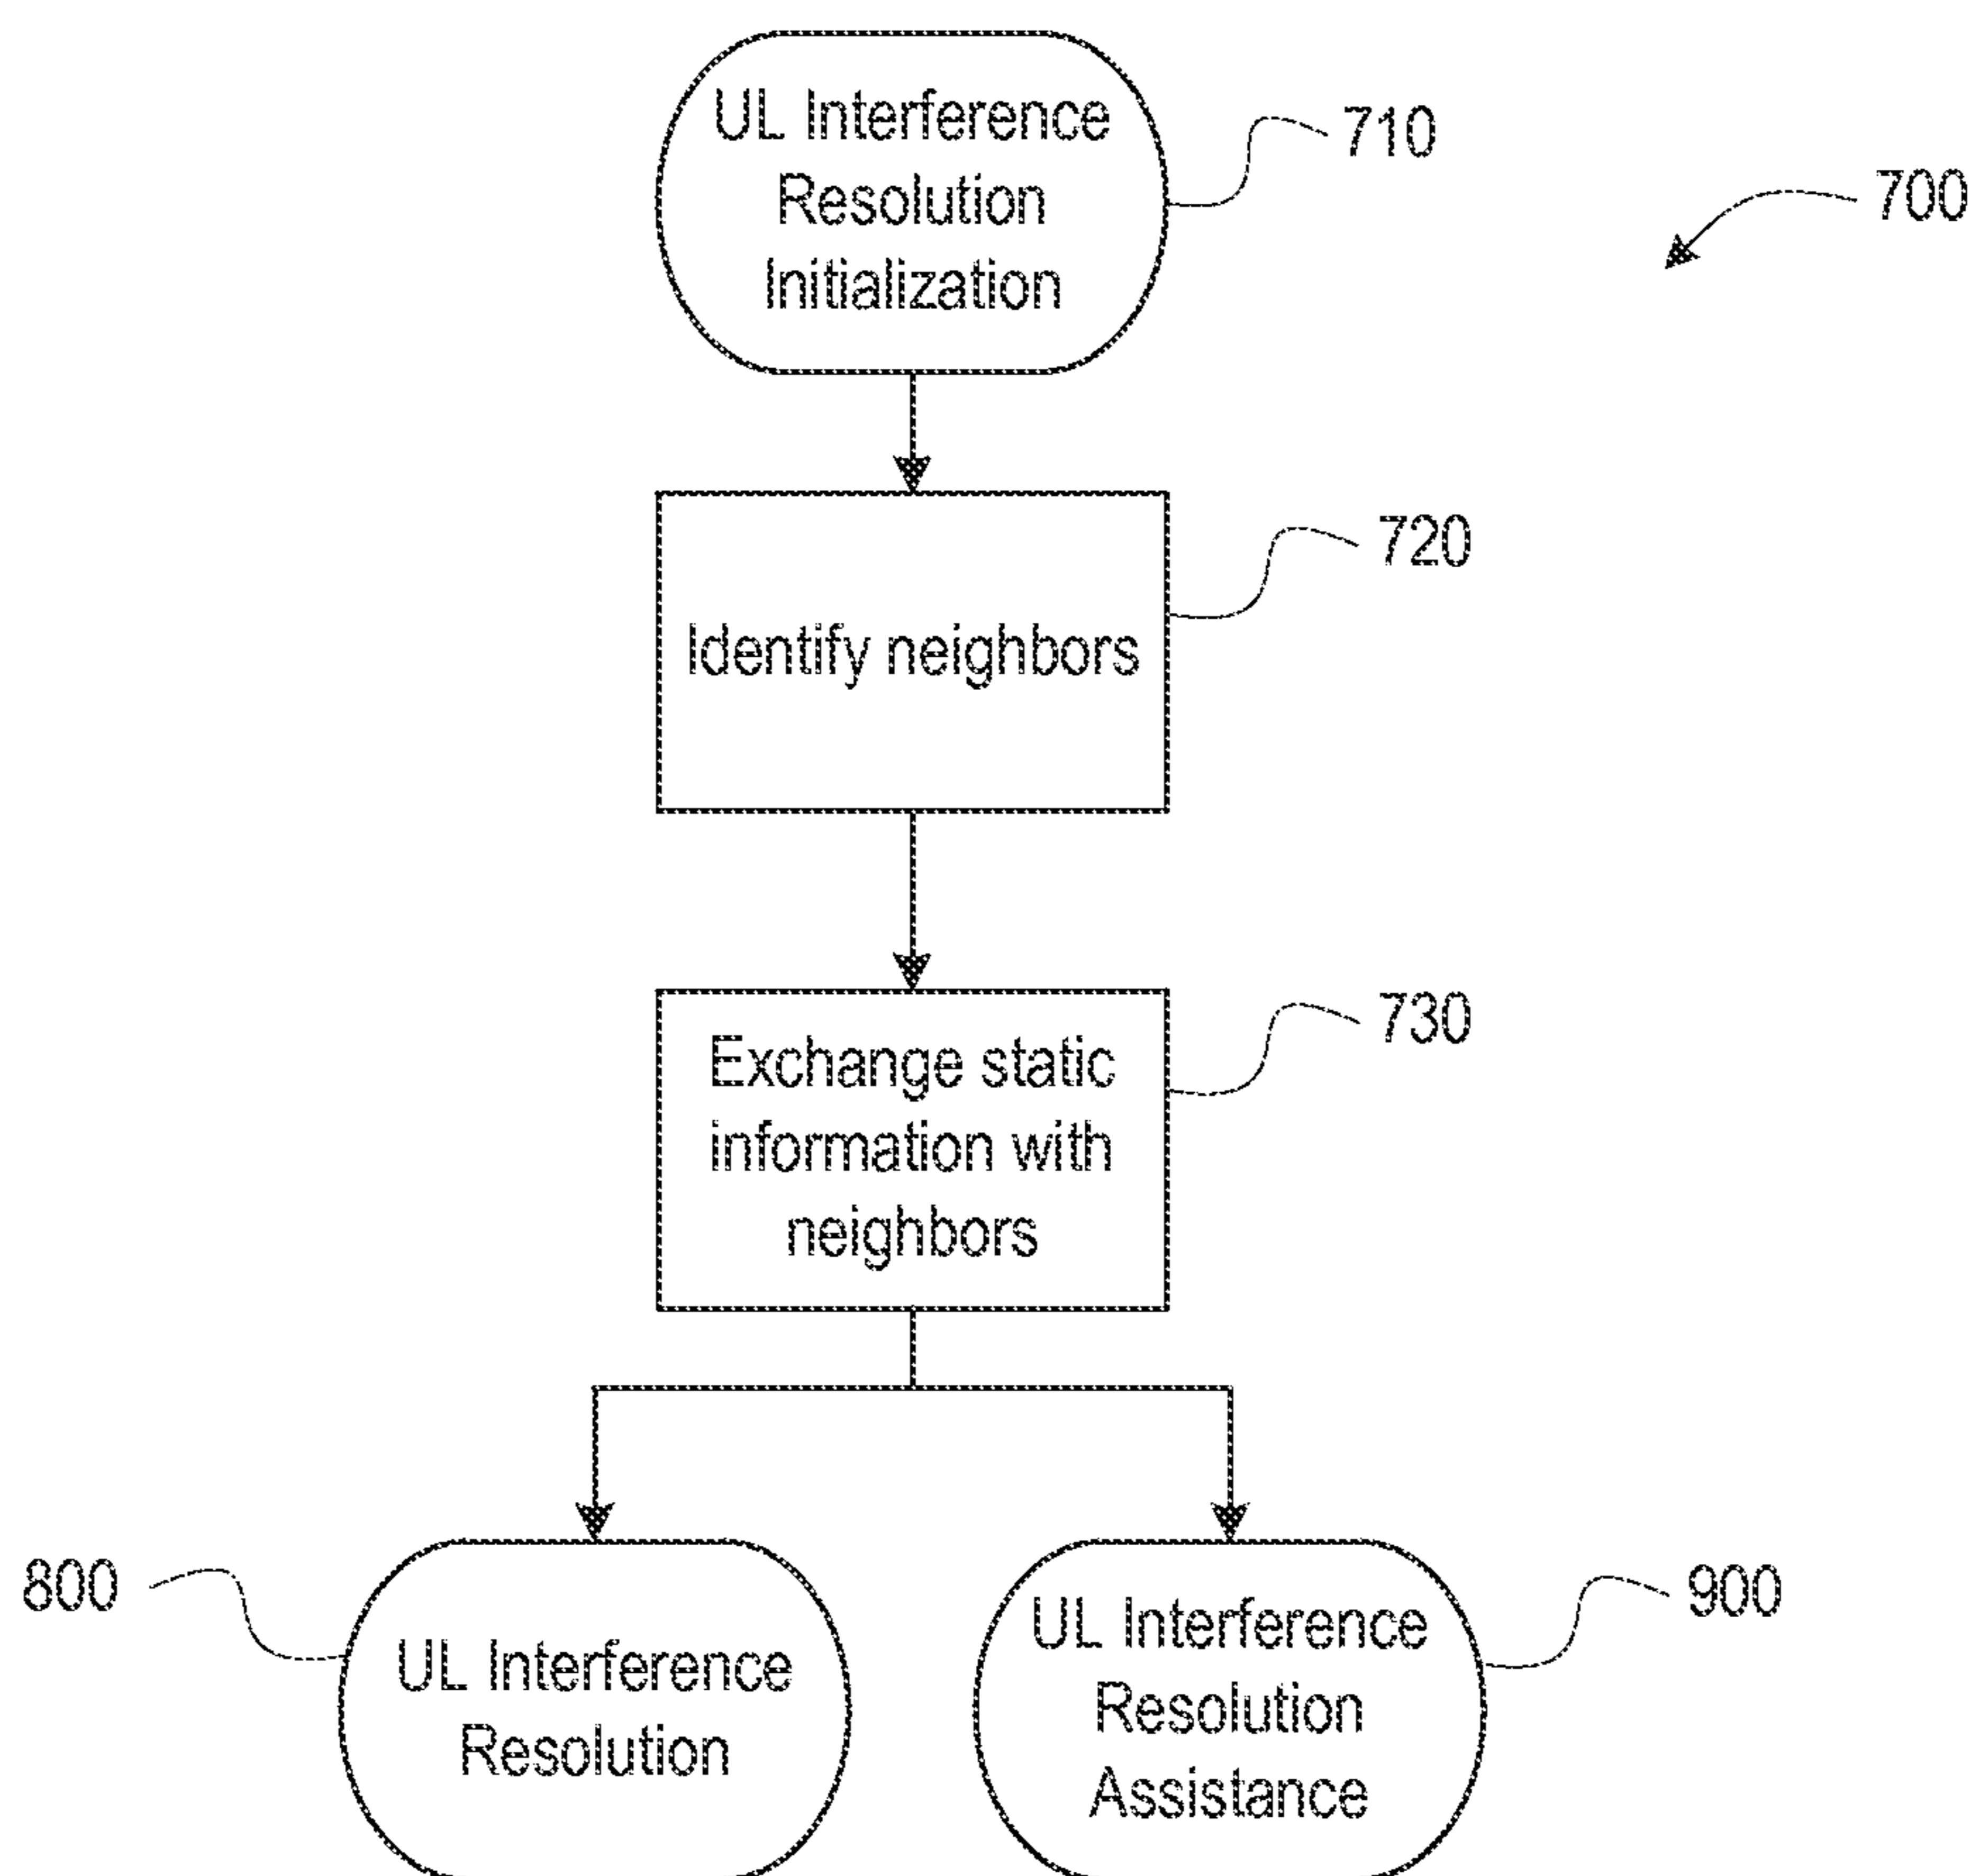 UL Interference
Resolution
Initialization
710
700
Identify neighbors
720
Exchange static
information with
neighbors
730
800
UL Interference
Resolution
UL Interference
Resolution
Assistance
900